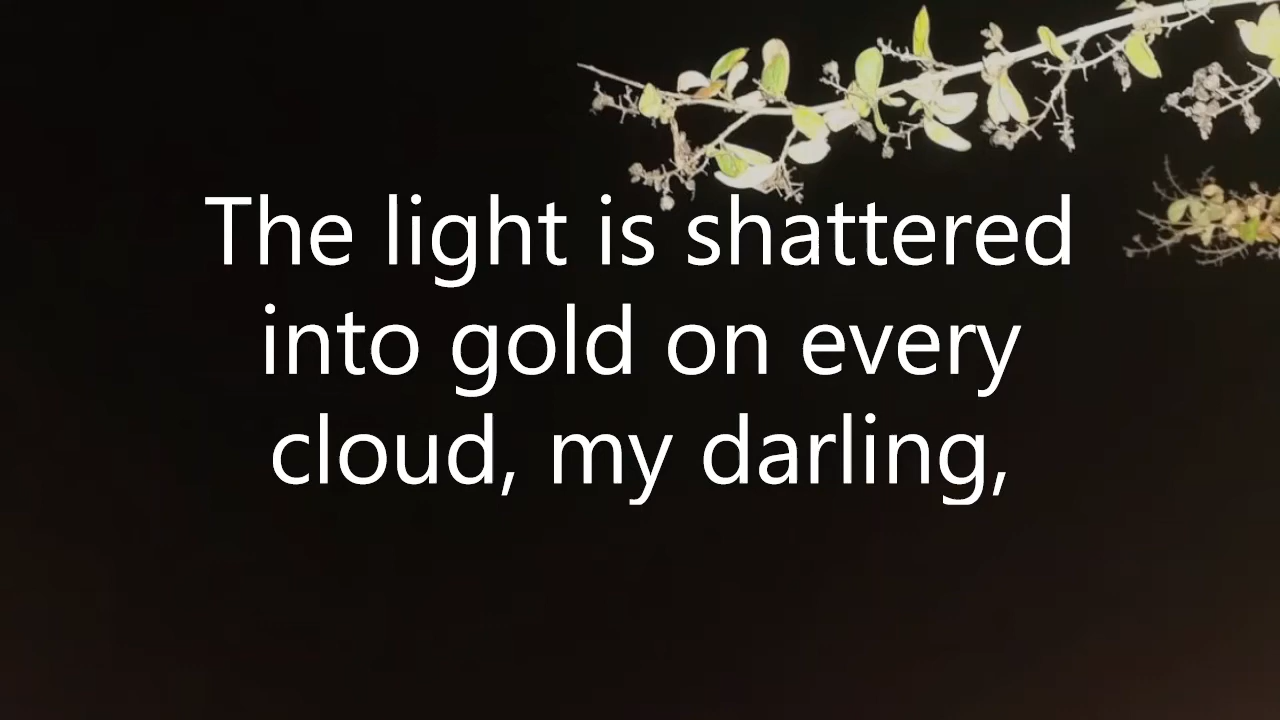 The light is shattered
into gold on every
cloud, my darling,